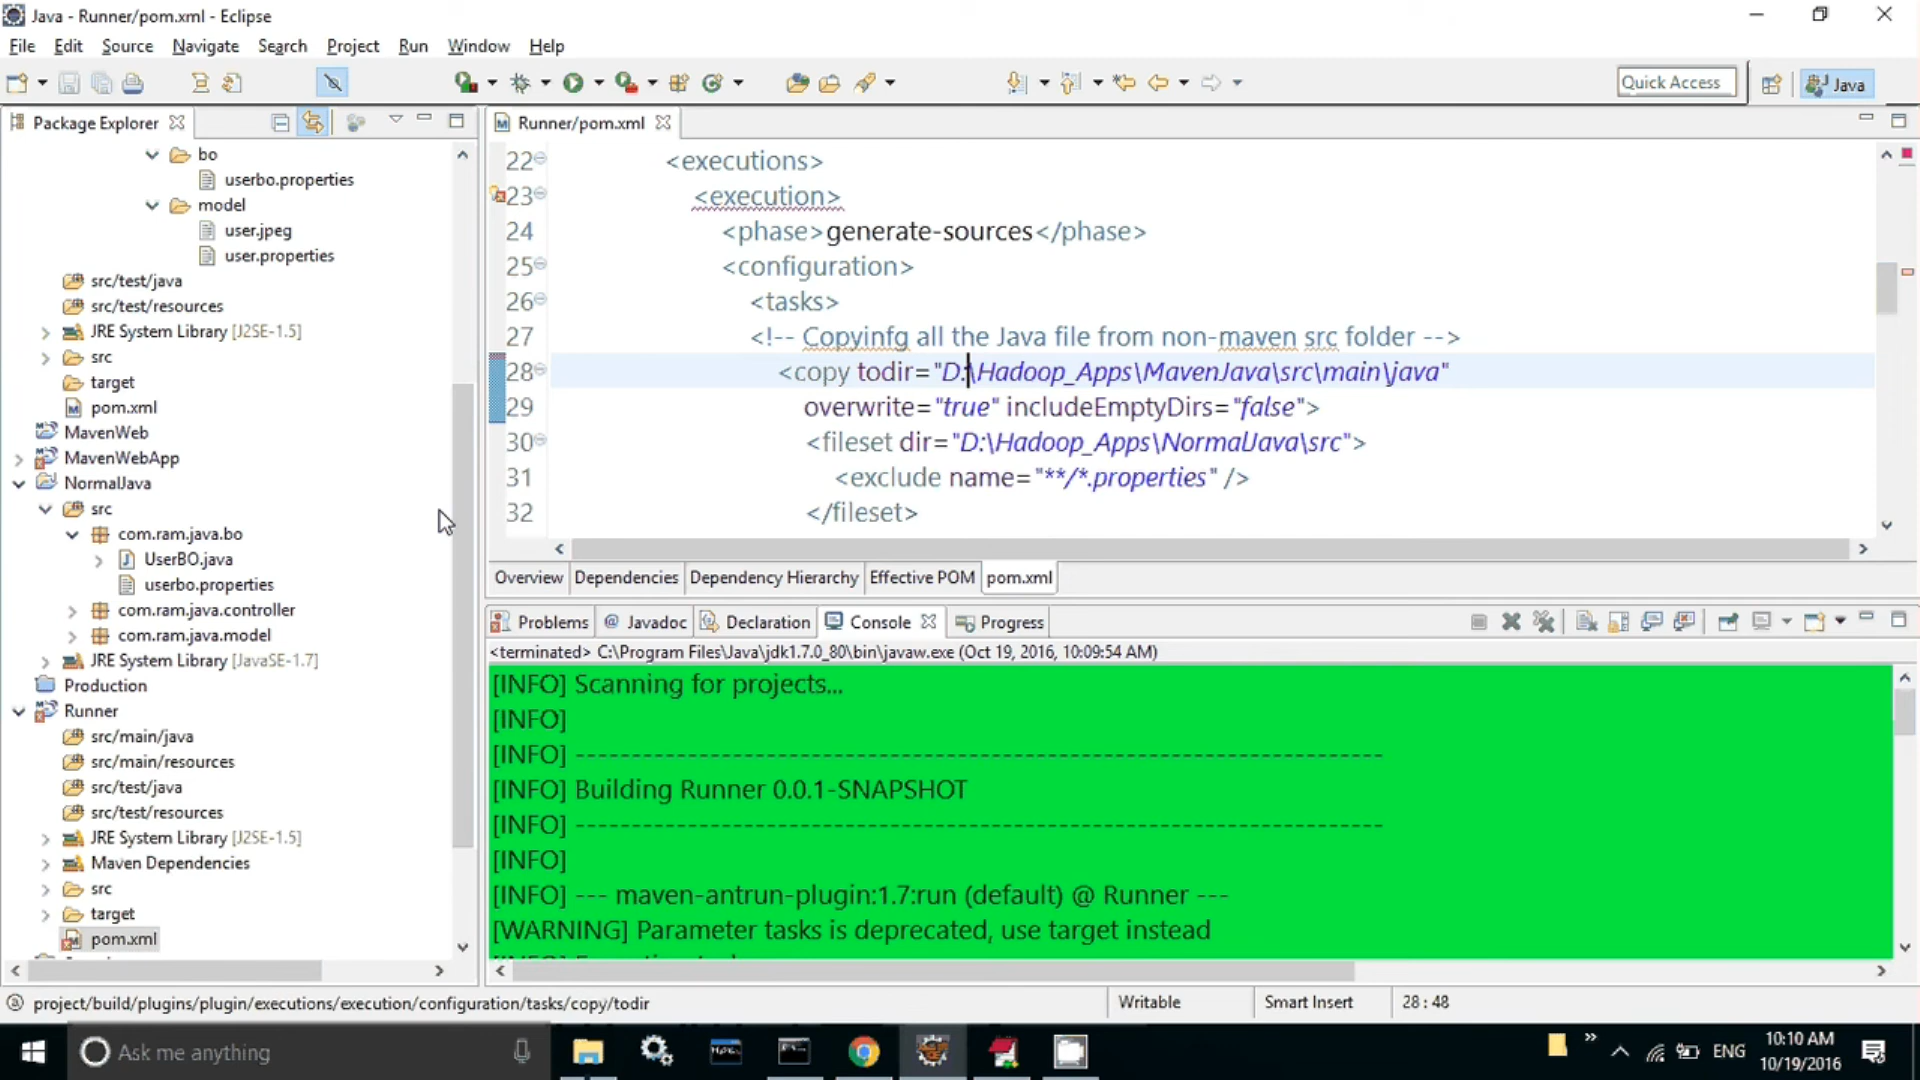 Java - Runner/pom.xml - Eclipse
File Edit Source Navigate Search Project Run Window Help
Quick Access Java
Package Explorer
bo
userbo.properties
model
user.jpeg
user.properties
src/test/java
src/test/resources
JRE System Library [J2SE-1.5]
src
target
pom.xml
MavenWeb
MavenWebApp
NormalJava
src
com.ram.java.bo
UserBO.java
userbo.properties
com.ram.java.controller
com.ram.java.model
JRE System Library [JavaSE-1.7]
Production
Runner
src/main/java
src/main/resources
src/test/java
src/test/resources
JRE System Library [J2SE-1.5]
Maven Dependencies
src
target
pom.xml
Runner/pom.xml
22 <executions>
23 <execution>
24 <phase>generate-sources</phase>
25 <configuration>
26 <tasks>
27 <!-- Copyinfg all the Java file from non-maven src folder -->
28 <copy todir="D:\Hadoop_Apps\MavenJava\src\main\java"
29 overwrite="true" includeEmptyDirs="false">
30 <fileset dir="D:\Hadoop_Apps\NormalJava\src">
31 <exclude name="**/*.properties" />
32 </fileset>
Overview Dependencies Dependency Hierarchy Effective POM pom.xml
Problems @ Javadoc Declaration Console Progress
<terminated> C:\Program Files\Java\jdk1.7.0_80\bin\javaw.exe (Oct 19, 2016, 10:09:54 AM)
[INFO] Scanning for projects...
[INFO]
[INFO] ------------------------------------------------------------------------
[INFO] Building Runner 0.0.1-SNAPSHOT
[INFO] ------------------------------------------------------------------------
[INFO]
[INFO] --- maven-antrun-plugin:1.7:run (default) @ Runner ---
[WARNING] Parameter tasks is deprecated, use target instead
project/build/plugins/plugin/executions/execution/configuration/tasks/copy/todir
Writable Smart Insert 28 : 48
Ask me anything
ENG
10:10 AM
10/19/2016